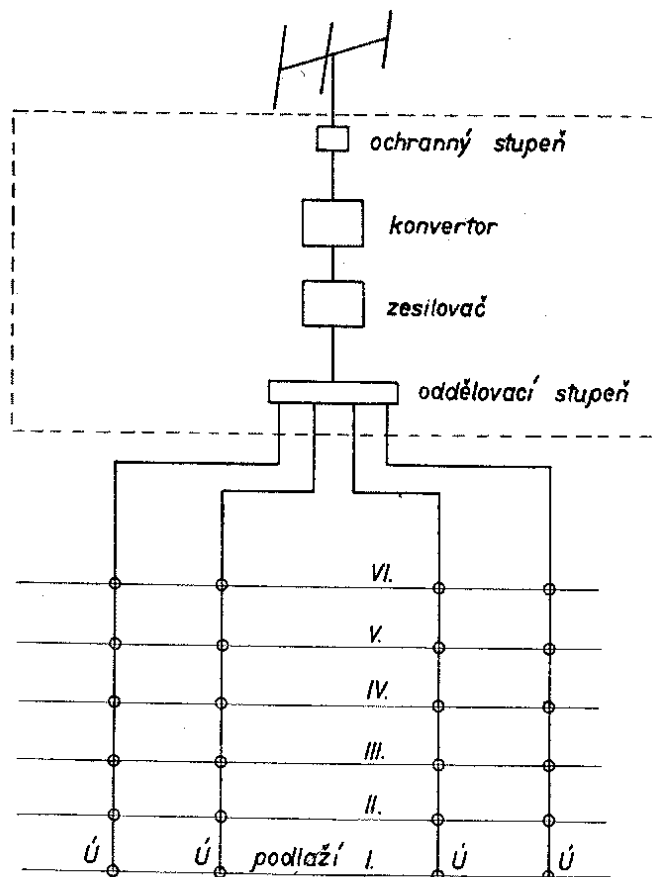 ochranný stupeň
konvertor
zesilovač
oddělovací stupeň
VI.
V.
IV.
III.
II.
Ú Ú podlaží I. Ú Ú